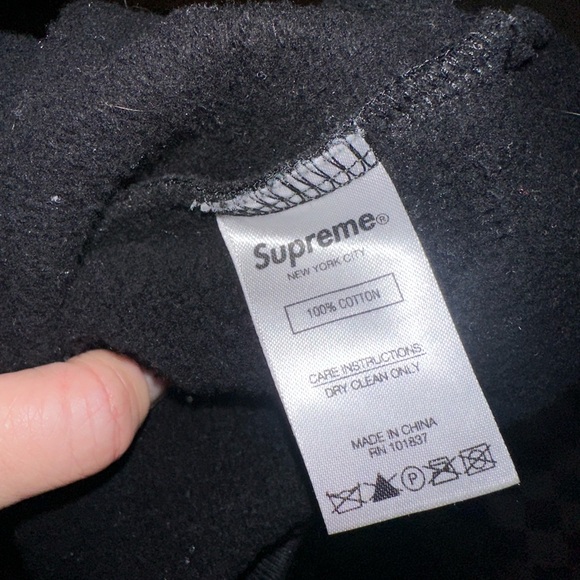 Supreme®
NEW YORK CITY
100% COTTON
CARE INSTRUCTIONS
DRY CLEAN ONLY
MADE IN CHINA
RN 101837
P